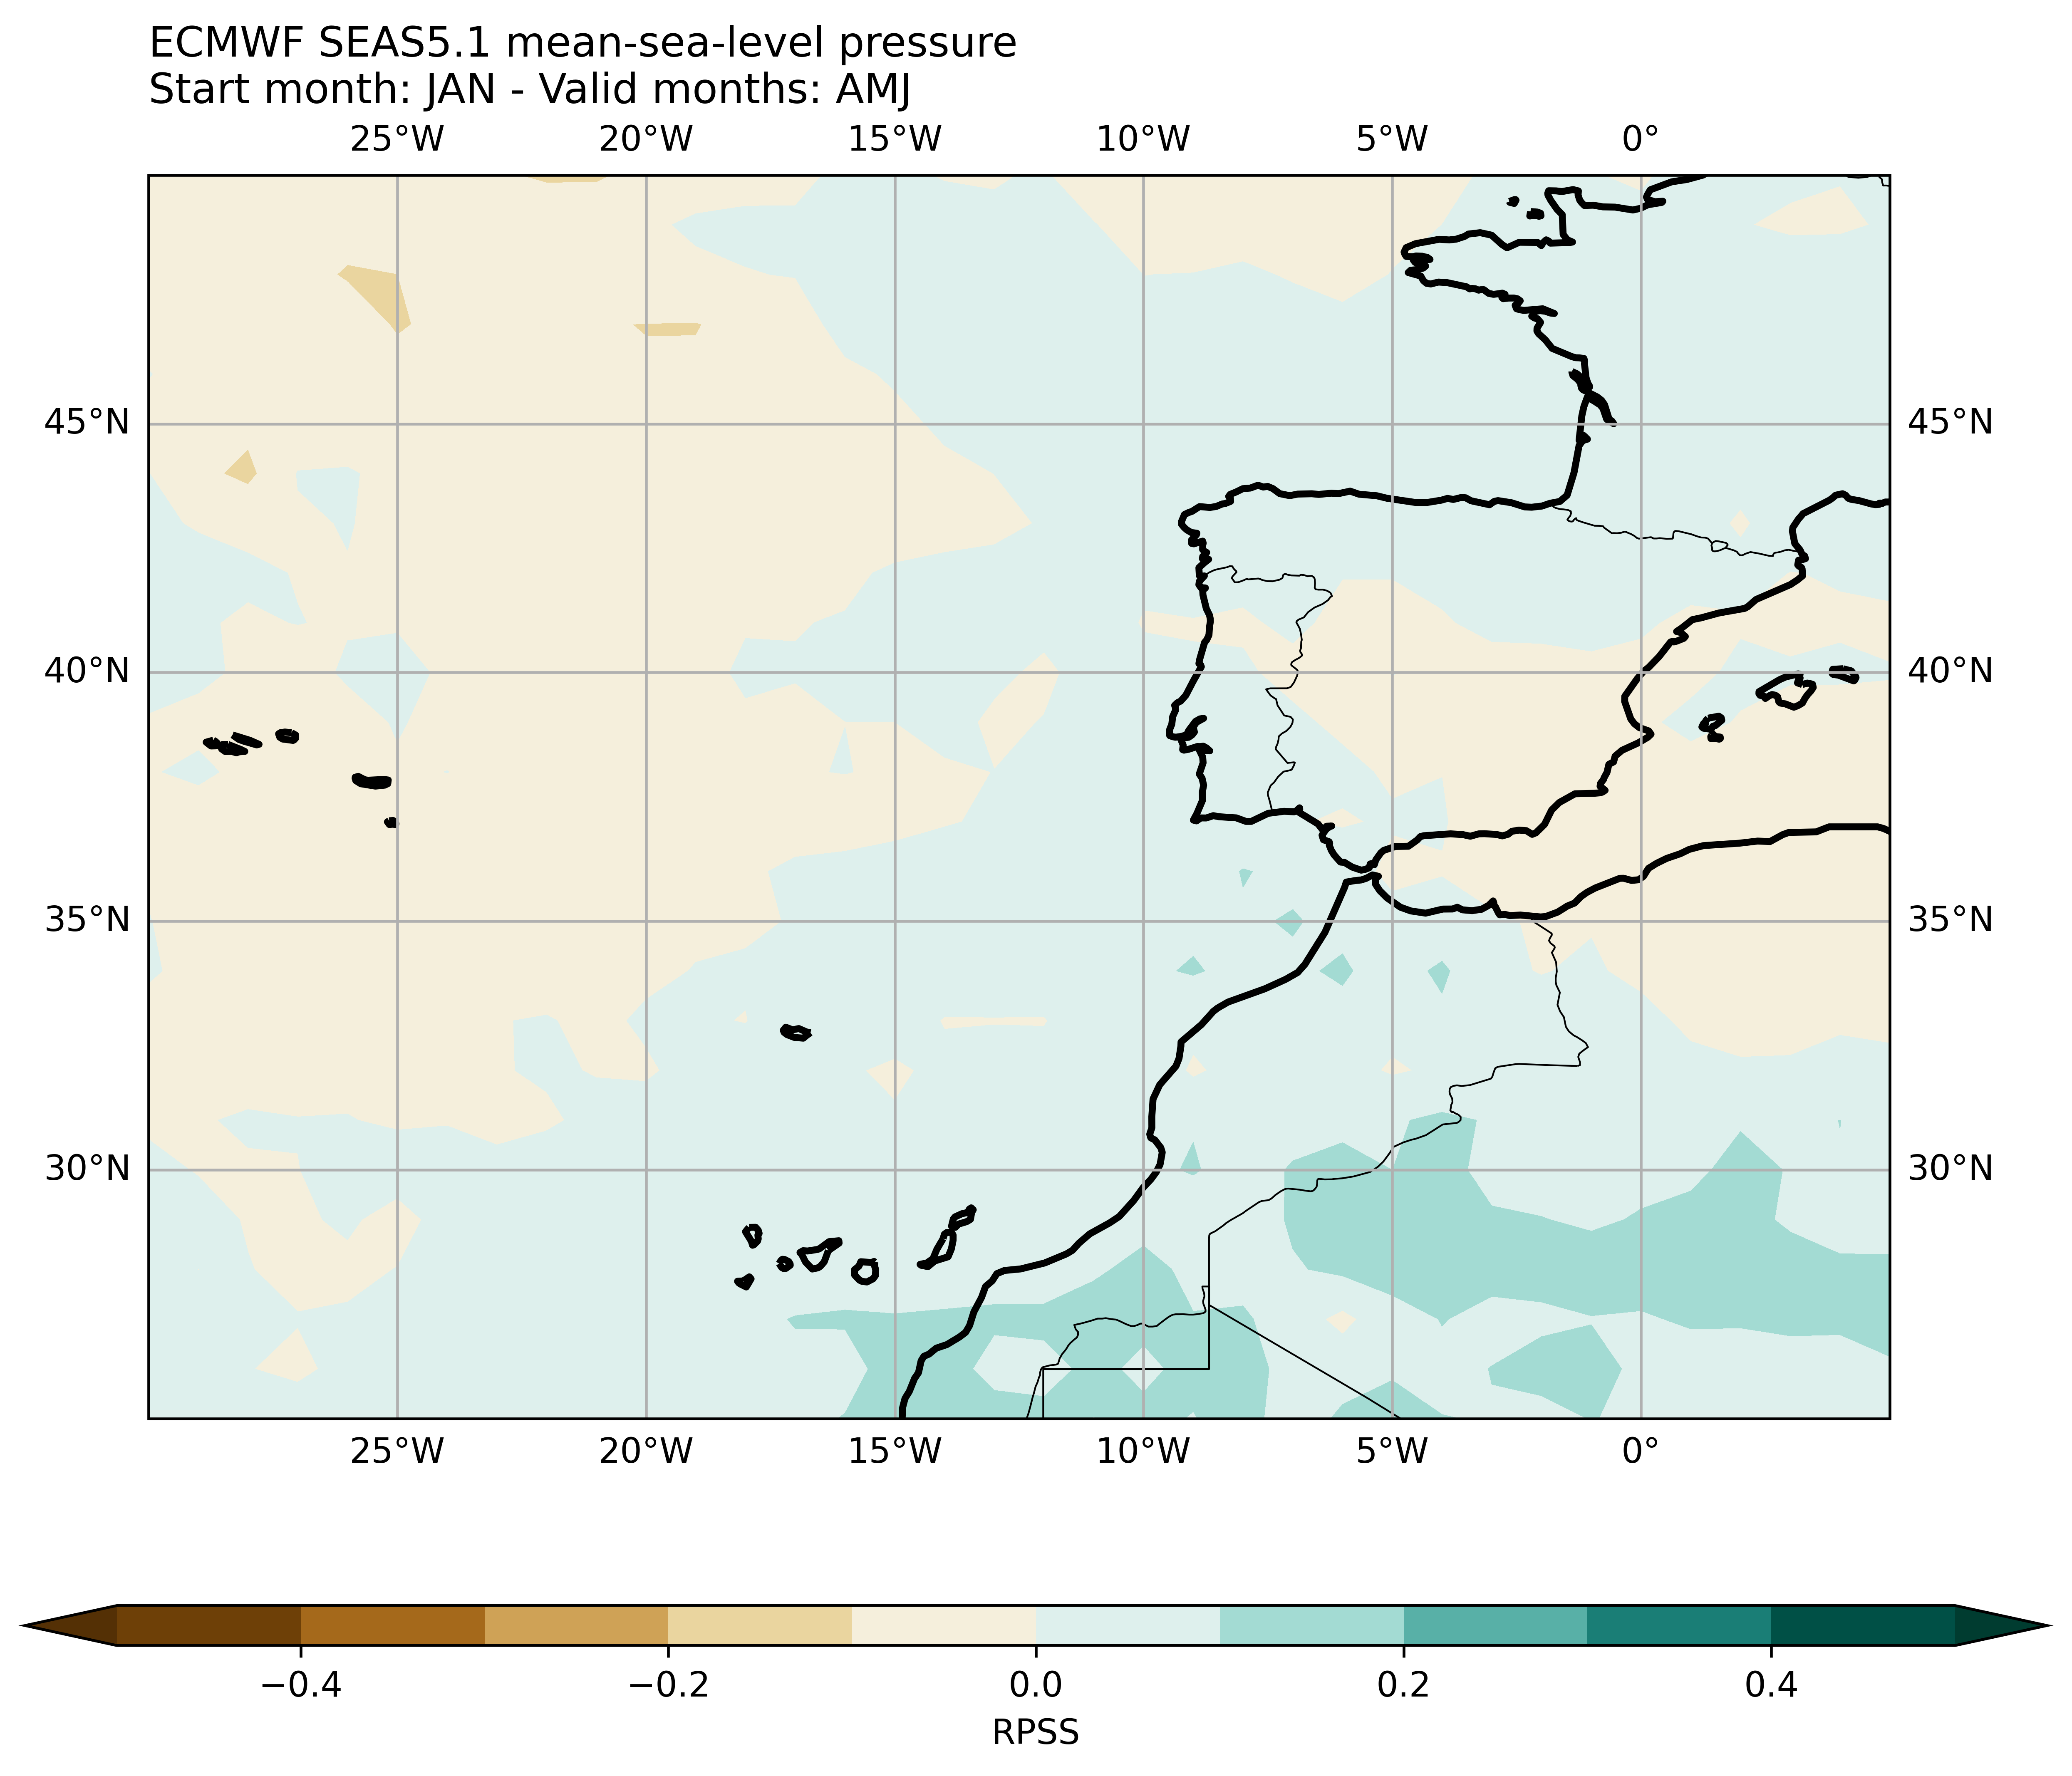 ECMWF SEAS5.1 mean-sea-level pressure
Start month: JAN - Valid months: AMJ
25°W 20°W 15°W 10°W 5°W 0°
45°N 45°N
40°N 40°N
35°N 35°N
30°N 30°N
25°W 20°W 15°W 10°W 5°W 0°
−0.4 −0.2 0.0 0.2 0.4
RPSS